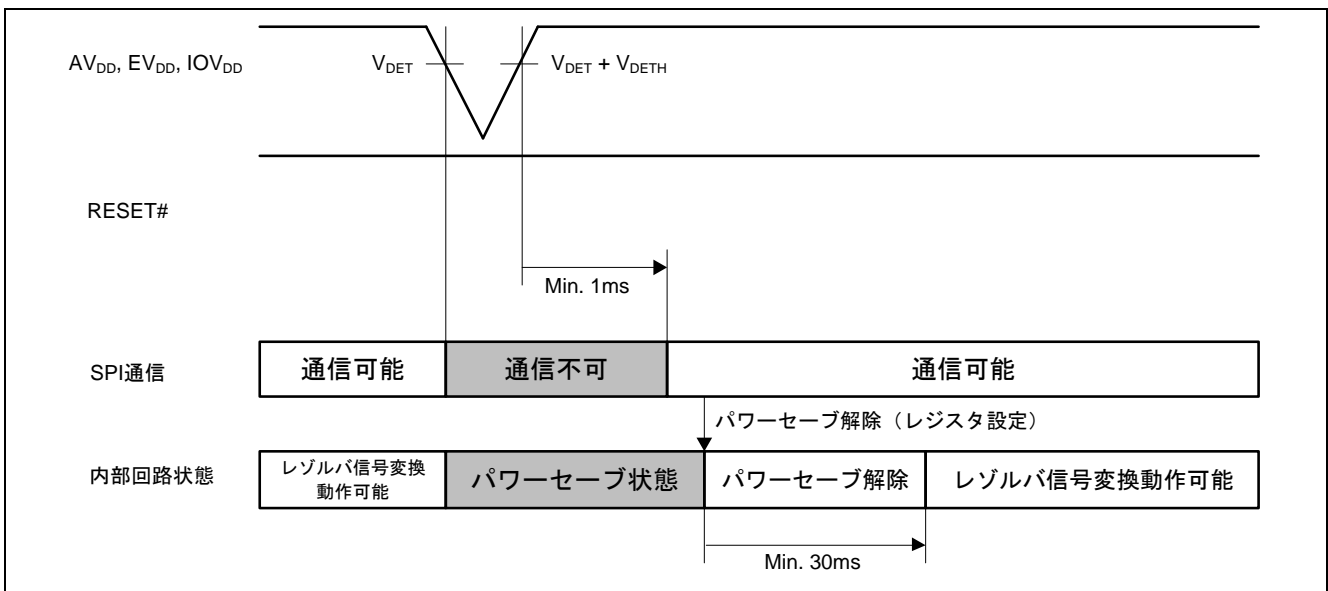 AVDD, EVDD, IOVDD
VDET
VDET + VDETH
RESET#
Min. 1ms
SPI通信
通信可能
通信不可
通信可能
パワーセーブ解除(レジスタ設定)
内部回路状態
レゾルバ信号変換
動作可能
パワーセーブ状態
パワーセーブ解除
レゾルバ信号変換動作可能
Min. 30ms